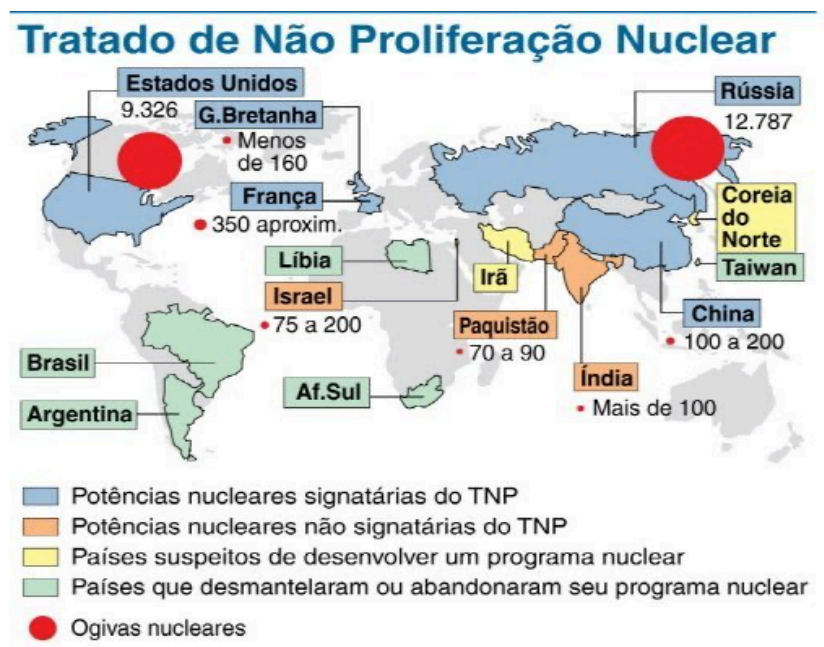 Tratado de Não Proliferação Nuclear
Estados Unidos
9.326
G.Bretanha
Menos
de 160
França
350 aproxim.
Rússia
12.787
Coreia
do
Norte
Taiwan
Líbia
Israel
75 a 200
Irã
Paquistão
70 a 90
China
100 a 200
Índia
Mais de 100
Brasil
Argentina
Af.Sul
Potências nucleares signatárias do TNP
Potências nucleares não signatárias do TNP
Países suspeitos de desenvolver um programa nuclear
Países que desmantelaram ou abandonaram seu programa nuclear
Ogivas nucleares